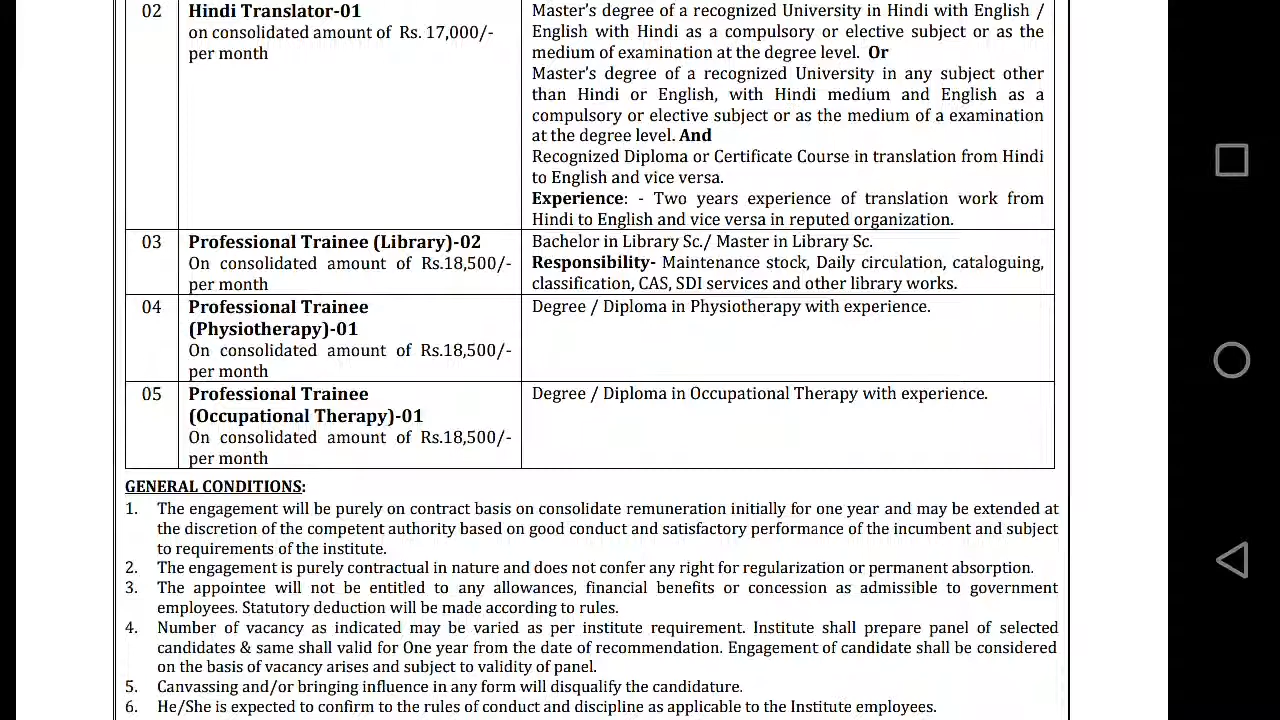 02
Hindi Translator-01
on consolidated amount of Rs. 17,000/-
per month
Master's degree of a recognized University in Hindi with English /
English with Hindi as a compulsory or elective subject or as the
medium of examination at the degree level. Or
Master's degree of a recognized University in any subject other
than Hindi or English, with Hindi medium and English as a
compulsory or elective subject or as the medium of a examination
at the degree level. And
Recognized Diploma or Certificate Course in translation from Hindi
to English and vice versa.
Experience: - Two years experience of translation work from
Hindi to English and vice versa in reputed organization.
03
Professional Trainee (Library)-02
On consolidated amount of Rs.18,500/-
per month
Bachelor in Library Sc./ Master in Library Sc.
Responsibility- Maintenance stock, Daily circulation, cataloguing,
classification, CAS, SDI services and other library works.
04
Professional Trainee
(Physiotherapy)-01
On consolidated amount of Rs.18,500/-
per month
Degree / Diploma in Physiotherapy with experience.
05
Professional Trainee
(Occupational Therapy)-01
On consolidated amount of Rs.18,500/-
per month
Degree / Diploma in Occupational Therapy with experience.
GENERAL CONDITIONS:
1. The engagement will be purely on contract basis on consolidate remuneration initially for one year and may be extended at
the discretion of the competent authority based on good conduct and satisfactory performance of the incumbent and subject
to requirements of the institute.
2. The engagement is purely contractual in nature and does not confer any right for regularization or permanent absorption.
3. The appointee will not be entitled to any allowances, financial benefits or concession as admissible to government
employees. Statutory deduction will be made according to rules.
4. Number of vacancy as indicated may be varied as per institute requirement. Institute shall prepare panel of selected
candidates & same shall valid for One year from the date of recommendation. Engagement of candidate shall be considered
on the basis of vacancy arises and subject to validity of panel.
5. Canvassing and/or bringing influence in any form will disqualify the candidature.
6. He/She is expected to confirm to the rules of conduct and discipline as applicable to the Institute employees.